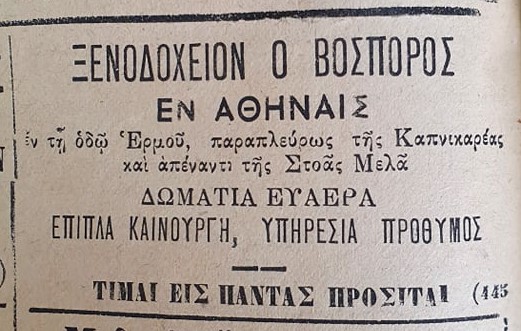 ΞΕΝΟΔΟΧΕΙΟΝ Ο ΒΟΣΠΟΡΟΣ
ΕΝ ΑΘΗΝΑΙΣ
ἐν τῇ ὁδῷ Ἑρμοῦ, παραπλεύρως τῆς Καπνικαρέας
καὶ ἀπέναντι τῆς Στοᾶς Μελᾶ
ΔΩΜΑΤΙΑ ΕΥΑΕΡΑ
ΕΠΙΠΛΑ ΚΑΙΝΟΥΡΓΗ, ΥΠΗΡΕΣΙΑ ΠΡΟΘΥΜΟΣ
ΤΙΜΑΙ ΕΙΣ ΠΑΝΤΑΣ ΠΡΟΣΙΤΑΙ (445